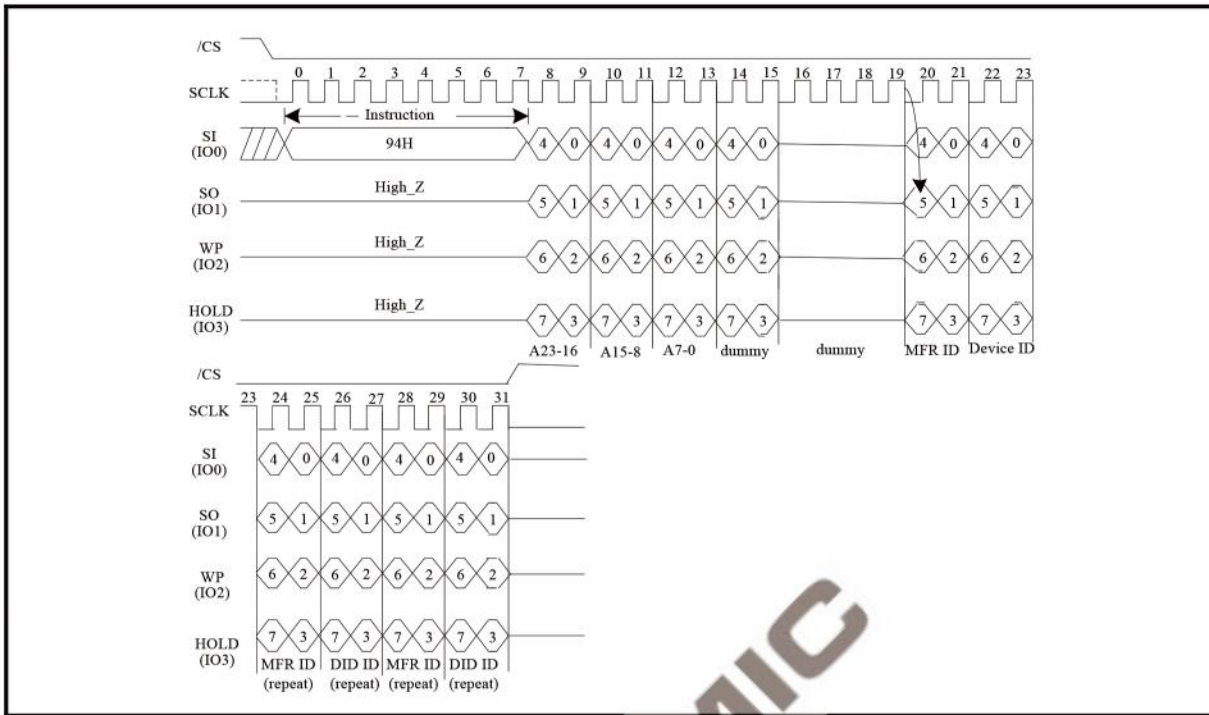 /CS
0 1 2 3 4 5 6 7 8 9 10 11 12 13 14 15 16 17 18 19 20 21 22 23
SCLK
Instruction
SI
(IO0)
94H
4 0 4 0 4 0 4 0 4 0 4 0
SO
(IO1)
High_Z
5 1 5 1 5 1 5 1 5 1 5 1
WP
(IO2)
High_Z
6 2 6 2 6 2 6 2 6 2 6 2
HOLD
(IO3)
High_Z
7 3 7 3 7 3 7 3 7 3 7 3
A23-16 A15-8 A7-0 dummy dummy MFR ID Device ID
/CS
23 24 25 26 27 28 29 30 31
SCLK
SI
(IO0)
4 0 4 0 4 0 4 0
SO
(IO1)
5 1 5 1 5 1 5 1
WP
(IO2)
6 2 6 2 6 2 6 2
HOLD
(IO3)
7 3 7 3 7 3 7 3
MFR ID DID ID MFR ID DID ID
(repeat) (repeat) (repeat) (repeat)
MIC